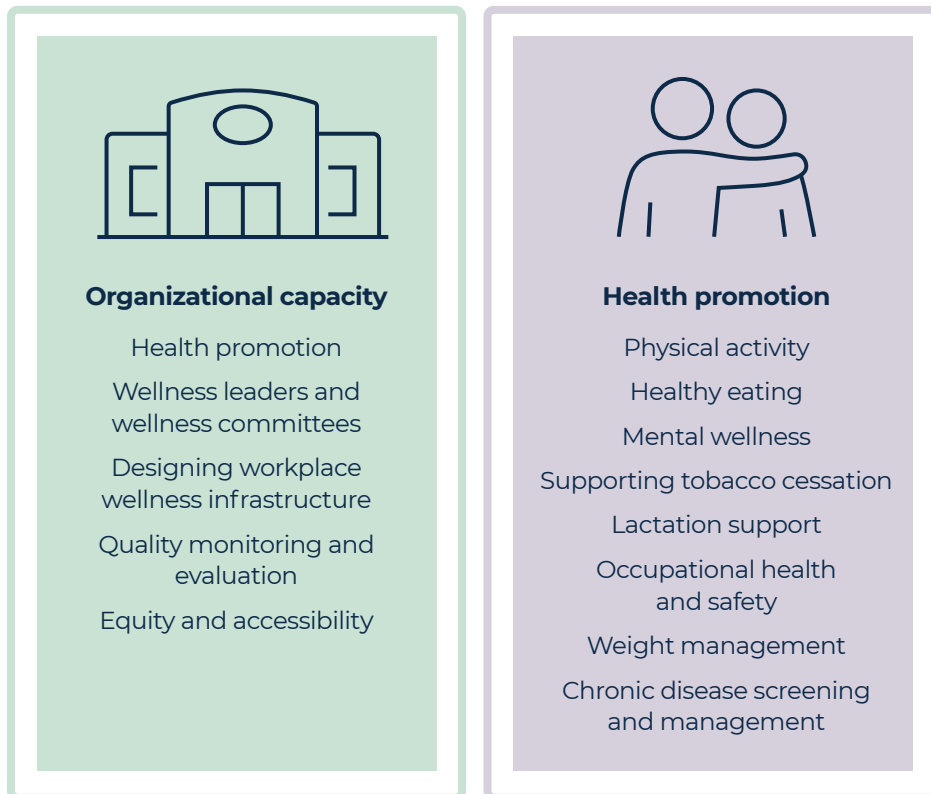 Organizational capacity
Health promotion
Wellness leaders and
wellness committees
Designing workplace
wellness infrastructure
Quality monitoring and
evaluation
Equity and accessibility
Health promotion
Physical activity
Healthy eating
Mental wellness
Supporting tobacco cessation
Lactation support
Occupational health
and safety
Weight management
Chronic disease screening
and management